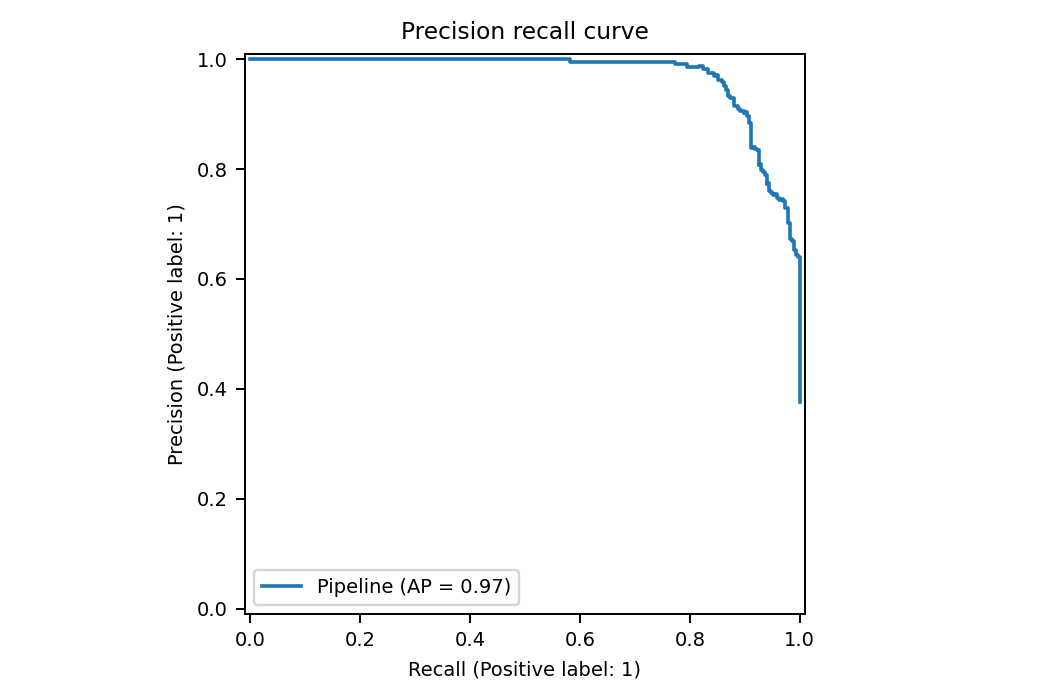 Precision recall curve
1.0
0.8
0.6
0.4
0.2
0.0
Precision (Positive label: 1)
Pipeline (AP = 0.97)
0.0 0.2 0.4 0.6 0.8 1.0
Recall (Positive label: 1)